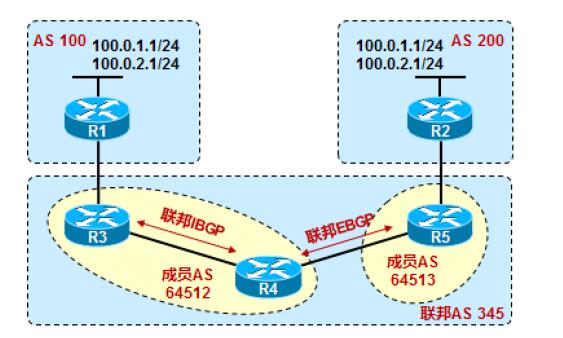 AS 100
100.0.1.1/24
100.0.2.1/24
R1
100.0.1.1/24
100.0.2.1/24
AS 200
R2
联邦IBGP
联邦EBGP
R3
R4
R5
成员AS
64512
成员AS
64513
联邦AS 345